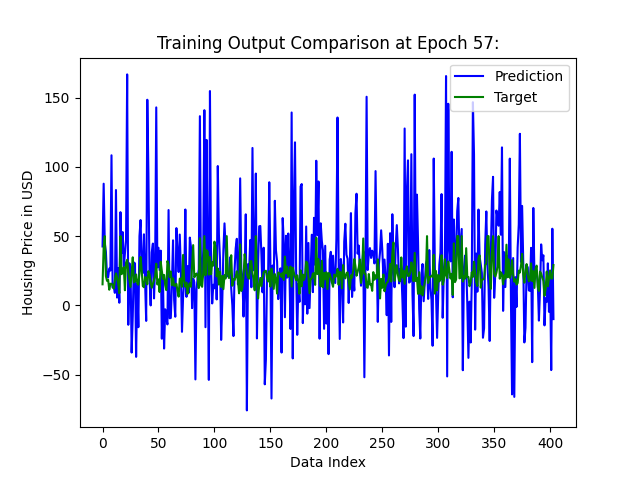 Training Output Comparison at Epoch 57:
Prediction
Target
Housing Price in USD
150
100
50
0
−50
0 50 100 150 200 250 300 350 400
Data Index